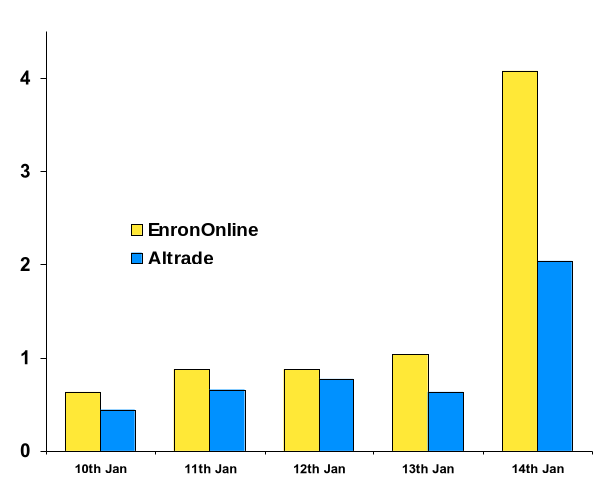 4
3
2
1
0
EnronOnline
Altrade
10th Jan
11th Jan
12th Jan
13th Jan
14th Jan